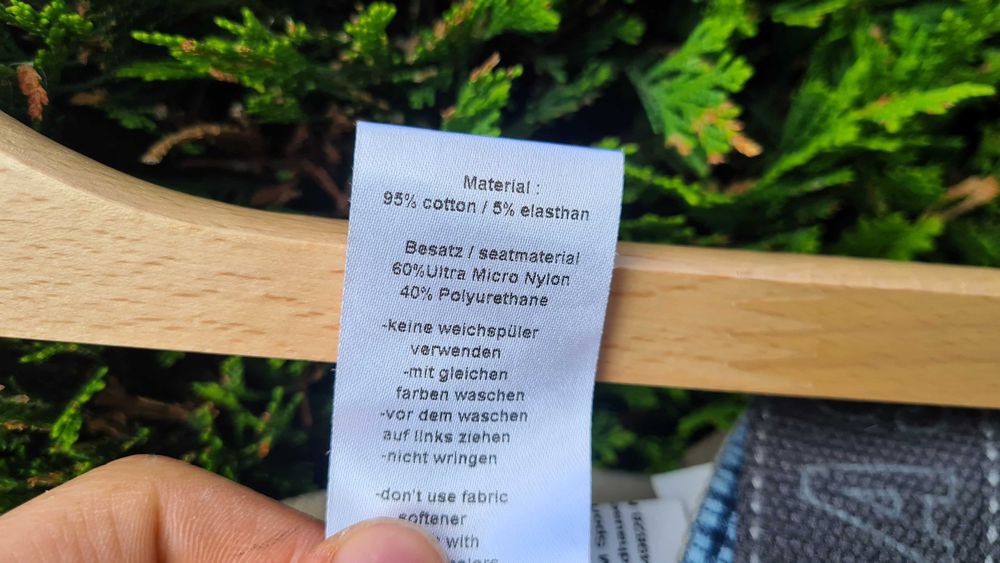 Material :
95% cotton / 5% elasthan
Besatz / seatmaterial
60%Ultra Micro Nylon
40% Polyurethane
-keine weichspüler
verwenden
-mit gleichen
farben waschen
-vor dem waschen
auf links ziehen
-nicht wringen
-don't use fabric
softener
with